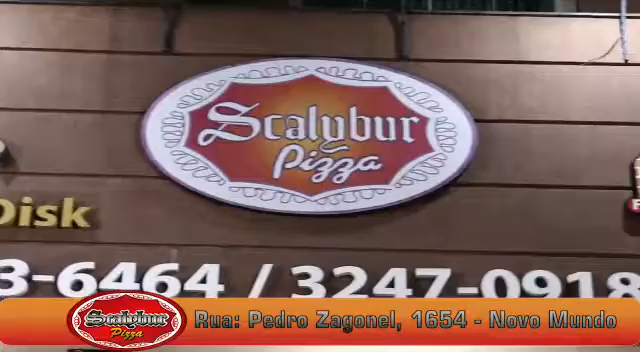 Scalybur
Pizza
Disk
3-6464 / 3247-0918
Scalybur
Pizza
Rua: Pedro Zagonel, 1654 - Novo Mundo